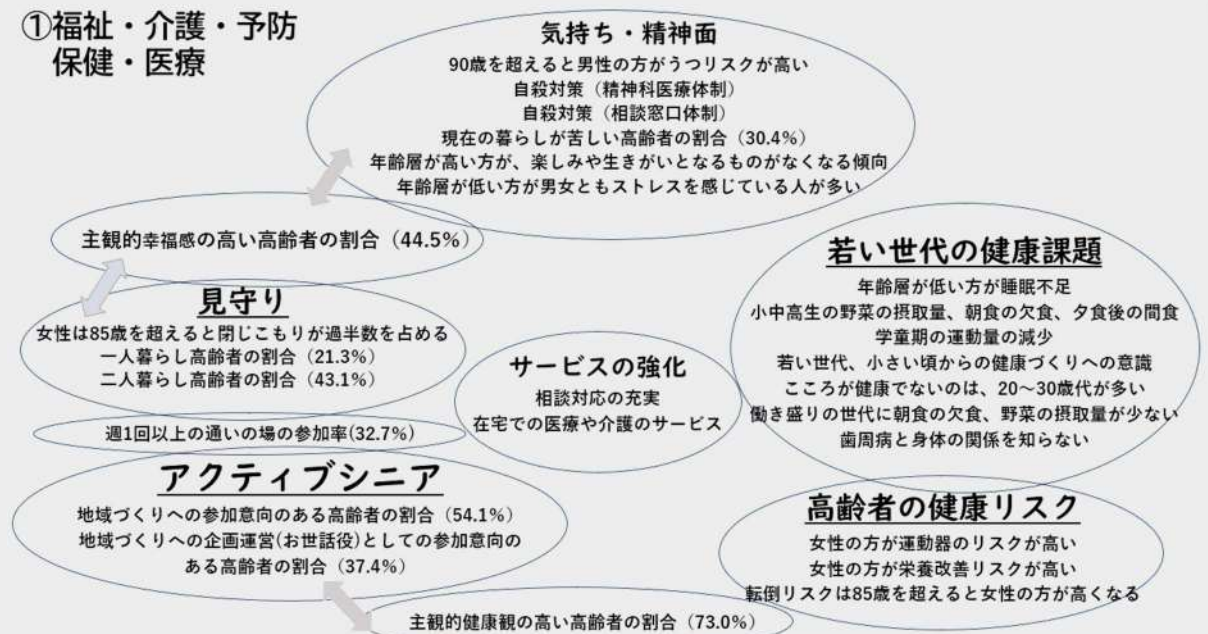 ①福祉・介護・予防
保健・医療
気持ち・精神面
90歳を超えると男性の方がうつリスクが高い
自殺対策（精神科医療体制）
自殺対策（相談窓口体制）
現在の暮らしが苦しい高齢者の割合（30.4%）
年齢層が高い方が、楽しみや生きがいとなるものがなくなる傾向
年齢層が低い方が男女ともストレスを感じている人が多い
主観的幸福感の高い高齢者の割合（44.5%）
見守り
女性は85歳を超えると閉じこもりが過半数を占める
一人暮らし高齢者の割合（21.3%）
二人暮らし高齢者の割合（43.1%）
週1回以上の通いの場の参加率(32.7%)
アクティブシニア
地域づくりへの参加意向のある高齢者の割合（54.1%）
地域づくりへの企画運営(お世話役)としての参加意向の
ある高齢者の割合（37.4%）
主観的健康観の高い高齢者の割合（73.0%）
サービスの強化
相談対応の充実
在宅での医療や介護のサービス
若い世代の健康課題
年齢層が低い方が睡眠不足
小中高生の野菜の摂取量、朝食の欠食、夕食後の間食
学童期の運動量の減少
若い世代、小さい頃からの健康づくりへの意識
こころが健康でないのは、20～30歳代が多い
働き盛りの世代に朝食の欠食、野菜の摂取量が少ない
歯周病と身体の関係を知らない
高齢者の健康リスク
女性の方が運動器のリスクが高い
女性の方が栄養改善リスクが高い
転倒リスクは85歳を超えると女性の方が高くなる